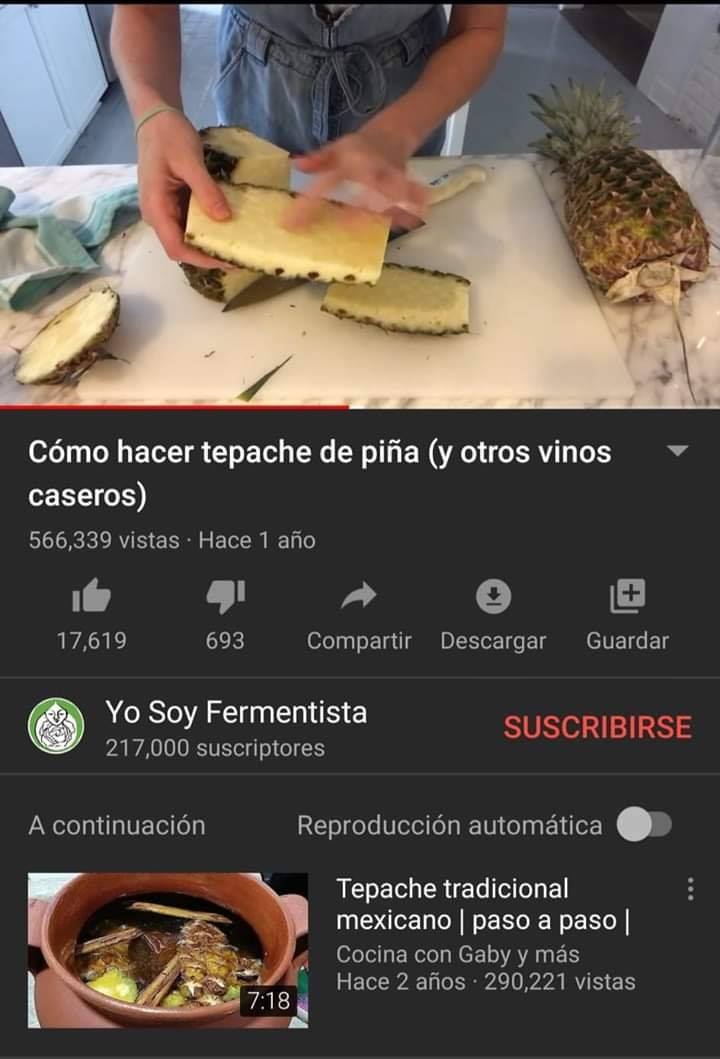 Cómo hacer tepache de piña (y otros vinos
caseros)
566,339 vistas · Hace 1 año
17,619
693
Compartir
Descargar
Guardar
Yo Soy Fermentista
217,000 suscriptores
SUSCRIBIRSE
A continuación
Reproducción automática
7:18
Tepache tradicional
mexicano | paso a paso |
Cocina con Gaby y más
Hace 2 años · 290,221 vistas